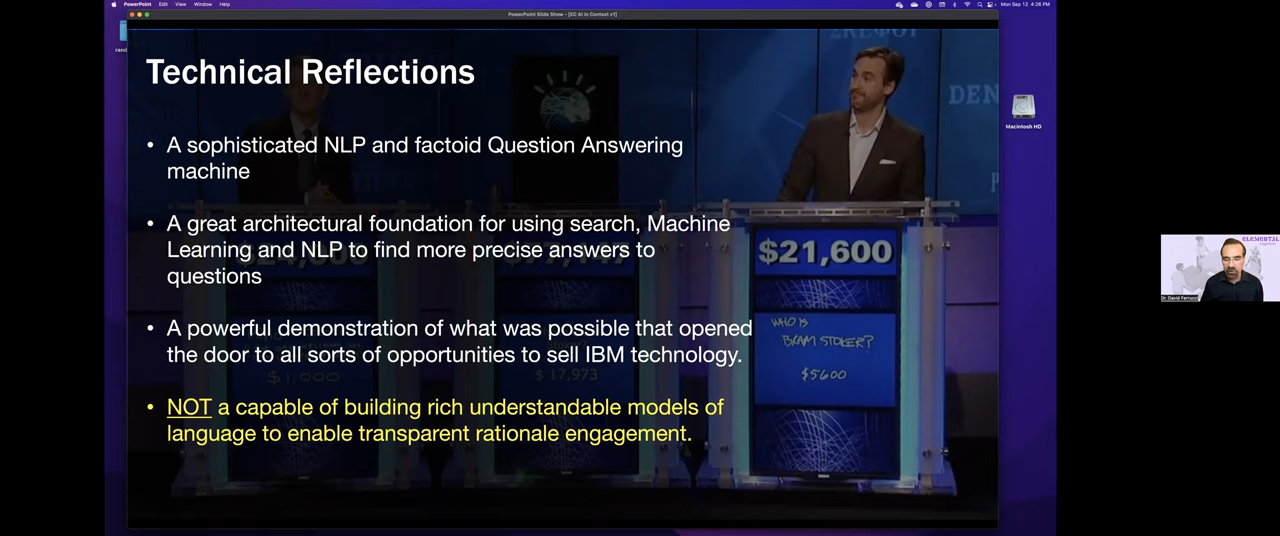 PowerPoint Edit View Window Help
Mon Sep 12 4:26 PM
PowerPoint Slide Show - [EC AI in Context v1]
Technical Reflections
• A sophisticated NLP and factoid Question Answering
machine
• A great architectural foundation for using search, Machine
Learning and NLP to find more precise answers to
questions
• A powerful demonstration of what was possible that opened
the door to all sorts of opportunities to sell IBM technology.
• NOT a capable of building rich understandable models of
language to enable transparent rationale engagement.
DEN
$21,600
WHO IS
BRAM STOKER?
$5600
$1,000
$ 17,973
Macintosh HD
ELEMENTAL
Dr. David Ferrucci